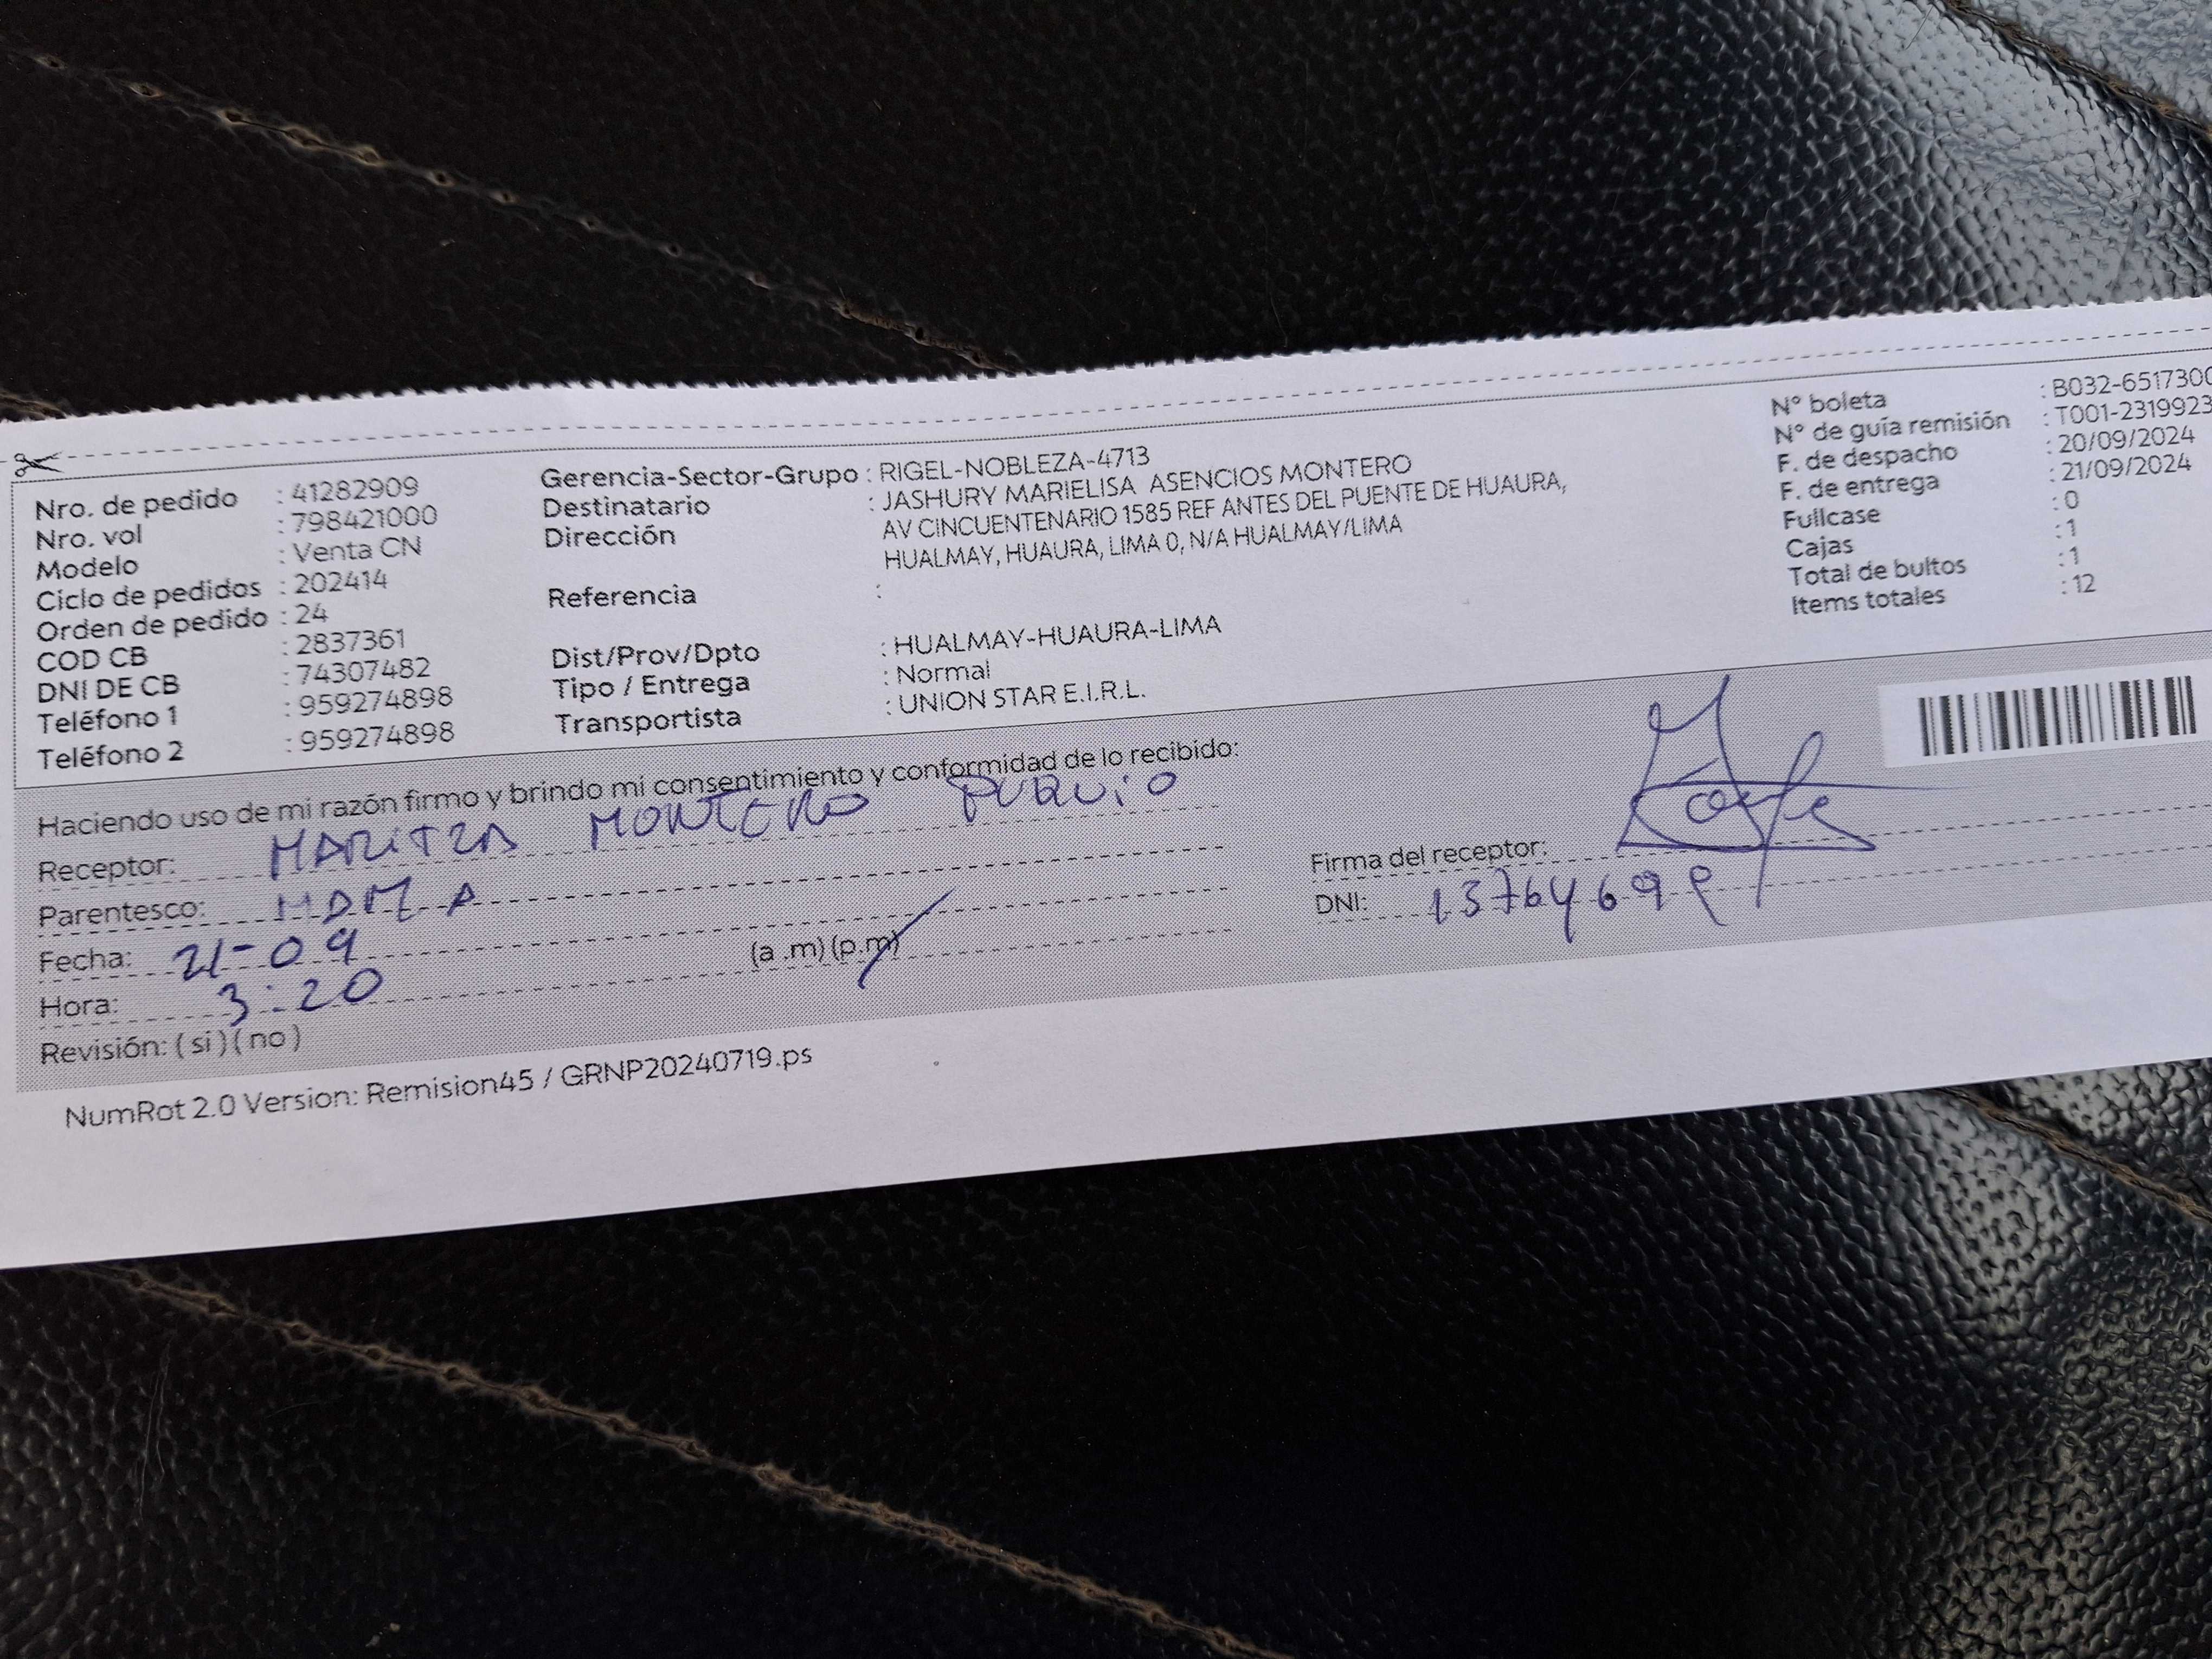 Nro. de pedido : 41282909
Nro. vol : 798421000
Modelo : Venta CN
Ciclo de pedidos : 202414
Orden de pedido : 24
COD CB : 2837361
DNI DE CB : 74307482
Teléfono 1 : 959274898
Teléfono 2 : 959274898
Gerencia-Sector-Grupo : RIGEL-NOBLEZA-4713
Destinatario : JASHURY MARIELISA ASENCIOS MONTERO
Dirección : AV CINCUENTENARIO 1585 REF ANTES DEL PUENTE DE HUAURA,
HUALMAY, HUAURA, LIMA 0, N/A HUALMAY/LIMA
Referencia :
Dist/Prov/Dpto : HUALMAY-HUAURA-LIMA
Tipo / Entrega : Normal
Transportista : UNION STAR E.I.R.L.
N° boleta : B032-6517300
N° de guía remisión : T001-2319923
F. de despacho : 20/09/2024
F. de entrega : 21/09/2024
Fullcase : 0
Cajas : 1
Total de bultos : 1
Items totales : 12
Haciendo uso de mi razón firmo y brindo mi consentimiento y conformidad de lo recibido:
Receptor: MARITZA MONTERO PUQUIO
Parentesco: MAMA
Fecha: 21-09
Hora: 3:20 (a .m) (p.m)
Revisión: ( si ) ( no )
Firma del receptor:
DNI:
NumRot 2.0 Version: Remision45 / GRNP20240719.ps